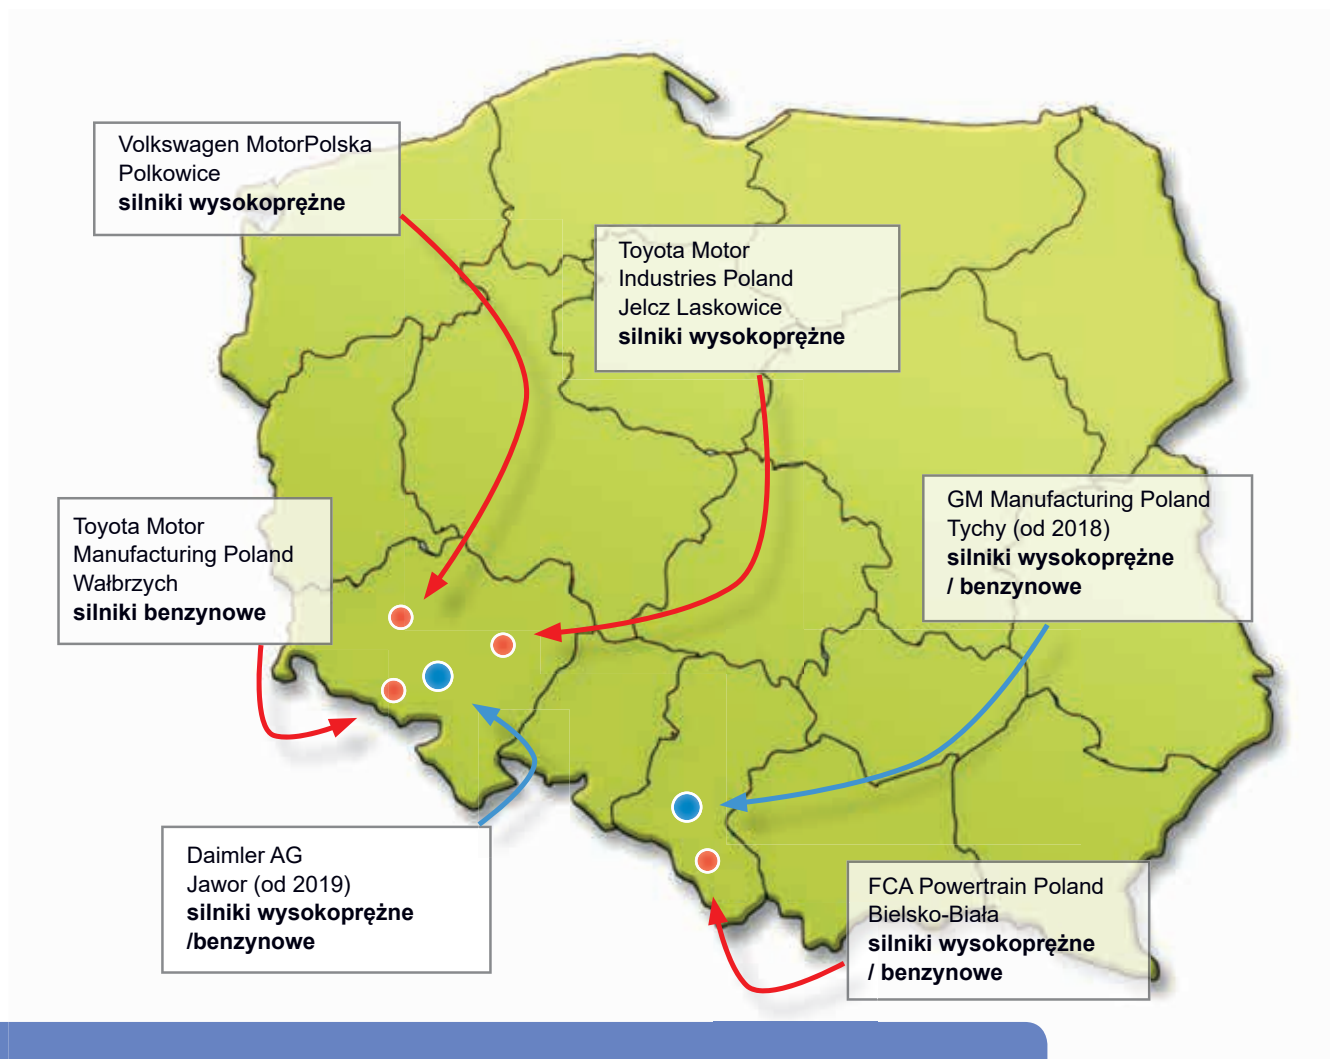 Volkswagen MotorPolska
Polkowice
silniki wysokoprężne
Toyota Motor
Industries Poland
Jelcz Laskowice
silniki wysokoprężne
Toyota Motor
Manufacturing Poland
Wałbrzych
silniki benzynowe
GM Manufacturing Poland
Tychy (od 2018)
silniki wysokoprężne
/ benzynowe
Daimler AG
Jawor (od 2019)
silniki wysokoprężne
/benzynowe
FCA Powertrain Poland
Bielsko-Biała
silniki wysokoprężne
/ benzynowe